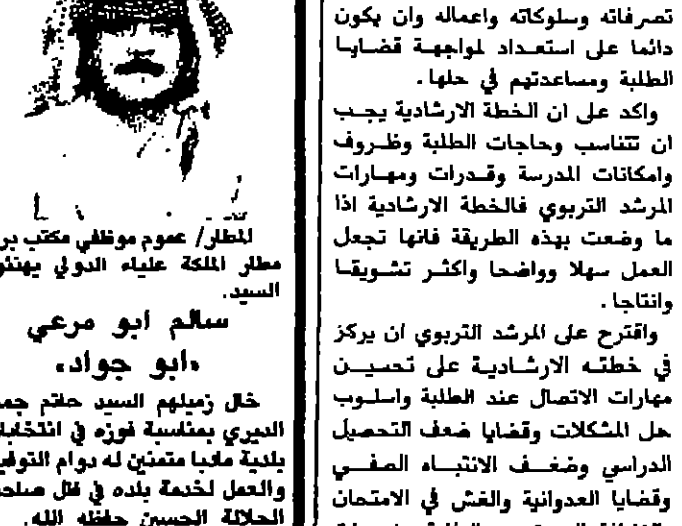 تصرفاته وسلوكاته واعماله وان يكون
دائما على استعداد لمواجهة قضايا
الطلبة ومساعدتهم في حلها.
واكد على ان الخطة الارشادية يجب
ان تتناسب وحاجات الطلبة وظروف
وامكانات المدرسة وقدرات ومهارات
المرشد التربوي فالخطة الارشادية اذا
ما وضعت بهذه الطريقة فانها تجعل
العمل سهلا وواضحا واكثر تشويقا
وانتاجا.
واقترح على المرشد التربوي ان يركز
في خطته الارشادية على تحسين
مهارات الاتصال عند الطلبة واسلوب
حل المشكلات وقضايا ضعف التحصيل
الدراسي وضعف الانتباه الصفي
وقضايا العدوانية والغش في الامتحان
المطار/ عموم موظفي مكتب بر
مطار الملكة علياء الدولي يهنئو
السيد.
سالم ابو مرعي
«ابو جواد»
خال زميلهم السيد حاتم جم
الديري بمناسبة فوزه في انتخابا
بلدية مادبا متمنين له دوام التوفي
والعمل لخدمة بلده في ظل صاحـ
الجلالة الحسين حفظه الله.